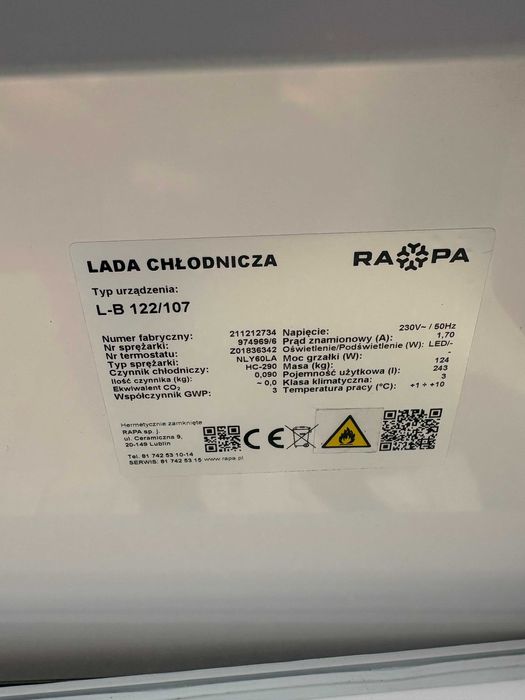 LADA CHŁODNICZA
RAPA
Typ urządzenia:
L-B 122/107
Numer fabryczny: 211212734
Nr sprężarki: 974969/6
Nr termostatu: Z01836342
Typ sprężarki: NLY60LA
Czynnik chłodniczy: HC-290
Ilość czynnika (kg): 0,090
Ekwiwalent CO2 ~ 0,0
Współczynnik GWP: 3
Napięcie: 230V~ / 50Hz
Prąd znamionowy (A): 1,70
Oświetlenie/Podświetlenie (W): LED/-
Moc grzałki (W): -
Masa (kg): 124
Pojemność użytkowa (l): 243
Klasa klimatyczna: 3
Temperatura pracy (°C): +1 ÷ +10
Hermetycznie zamknięte
RAPA sp. j.
ul. Ceramiczna 9,
20-149 Lublin
Tel. 81 742 53 10-14
SERWIS: 81 742 53 15 www.rapa.pl
CE